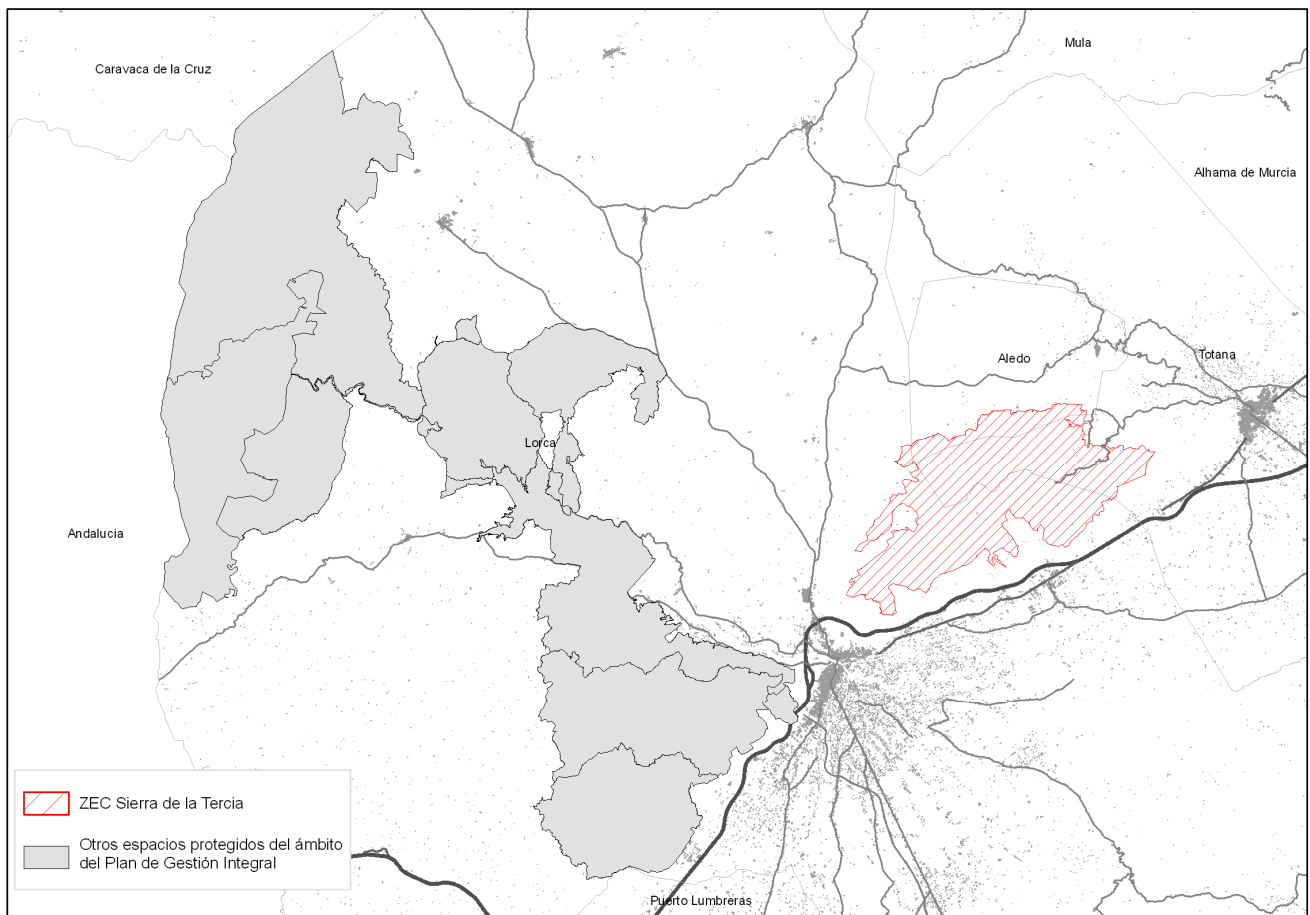 Mula
Caravaca de la Cruz
Alhama de Murcia
Totana
Aledo
Lorca
Andalucía
ZEC Sierra de la Tercia
Otros espacios protegidos del ámbito
del Plan de Gestión Integral
Puerto Lumbreras